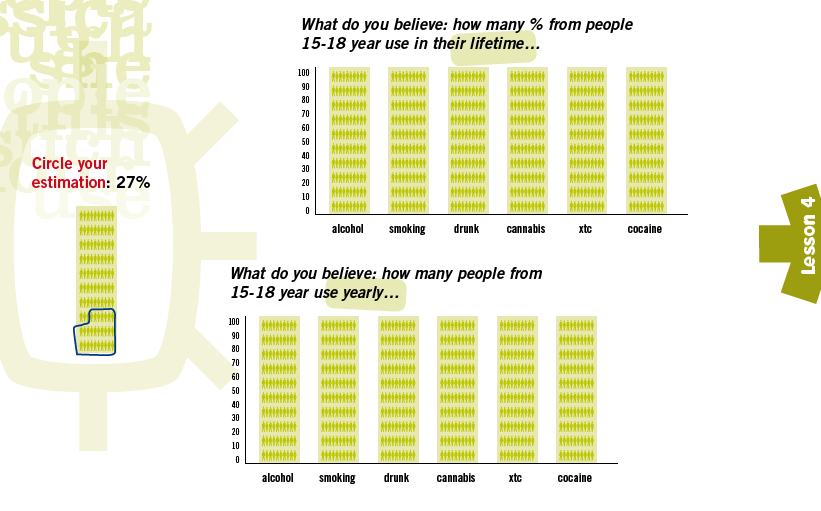 What do you believe: how many % from people
15-18 year use in their lifetime...
100
90
80
70
60
50
40
30
20
10
0
alcohol smoking drunk cannabis xtc cocaine
Circle your
estimation: 27%
use
Lesson 4
What do you believe: how many people from
15-18 year use yearly...
100
90
80
70
60
50
40
30
20
10
0
alcohol smoking drunk cannabis xtc cocaine